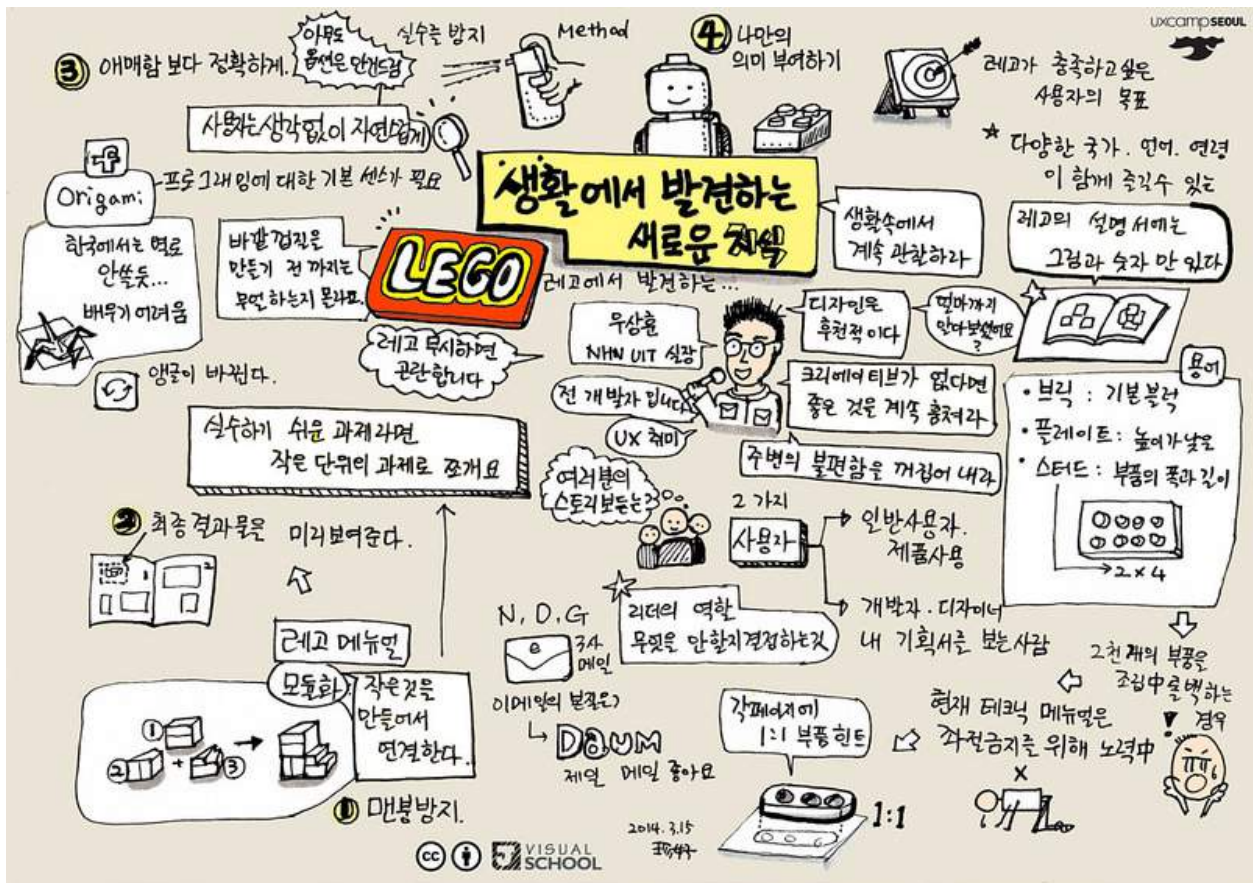 uxcampSEOUL
생활에서 발견하는
새로운 지식
레고에서 발견하는...
LEGO
레고 무시하면
곤란합니다
우상훈
NHN UIT 실장
전 개발자 입니다
UX 취미
디자인은
후천적이다
얼마까지
알아보셨어요
?
크리에이티브가 없다면
좋은 것을 계속 훔쳐라
주변의 불편함을 끄집어 내라
생활속에서
계속 관찰하라
③ 애매함 보다 정확하게.
아무도
옵션은 안건드림
실수를 방지
Method
사용자는 생각없이 자연스럽게
Origami
프로그래밍에 대한 기본 센스가 필요
한국에서는 별로
안쓸듯...
배우기 어려움
앵글이 바뀐다.
바깥 껍직은
만들기 전 까지는
무얼 하는지 몰라요.
④ 나만의
의미 부여하기
레고가 충족하고 싶은
사용자의 목표
★ 다양한 국가. 언어. 연령
이 함께 즐길수 있는
레고의 설명서에는
그림과 숫자 만 있다
용어
• 브릭 : 기본블럭
• 플레이트 : 높이가 낮은
• 스터드 : 부품의 폭과 길이
2 x 4
2천개의 부품을
조립中 클백하는
경우
현재 테크닉 메뉴얼은
좌절금지를 위해 노력中
각페이지에
1:1 부품 힌트
1:1
실수하기 쉬운 과제라면
작은 단위의 과제로 쪼개요
② 최종 결과물은 미리보여준다.
1
2
레고 메뉴얼
모듈화
작은것을
만들어서
연결한다.
① ② + ③
① 맨붕방지.
여러분의
스토리보드는?
2 가지
사용자
일반사용자.
제품사용
개발자. 디자이너
내 기획서를 보는사람
리더의 역할
무엇을 안할지결정하는것
N, D, G
e
3사
메일
이메일의 본질은?
DAUM
제일 메일 좋아요
2014. 3.15
cc
VISUAL
SCHOOL